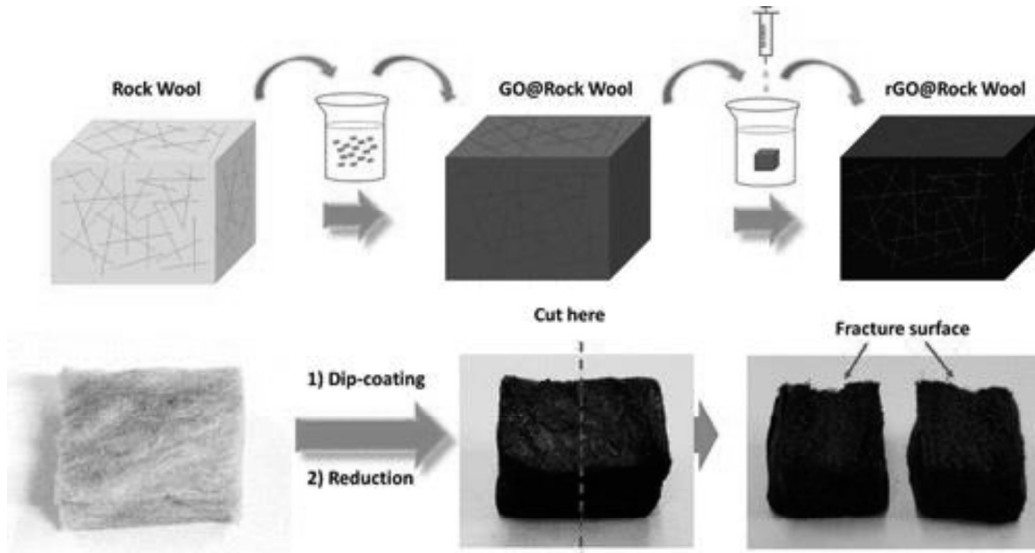 Rock Wool
GO@Rock Wool
rGO@Rock Wool
Cut here
Fracture surface
1) Dip-coating
2) Reduction